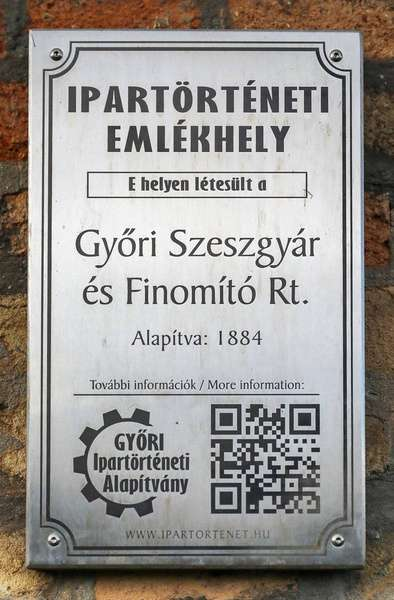 IPARTÖRTÉNETI
EMLÉKHELY
E helyen létesült a
Győri Szeszgyár
és Finomító Rt.
Alapítva: 1884
További információk / More information:
GYŐRI
Ipartörténeti
Alapítvány
WWW.IPARTORTENET.HU